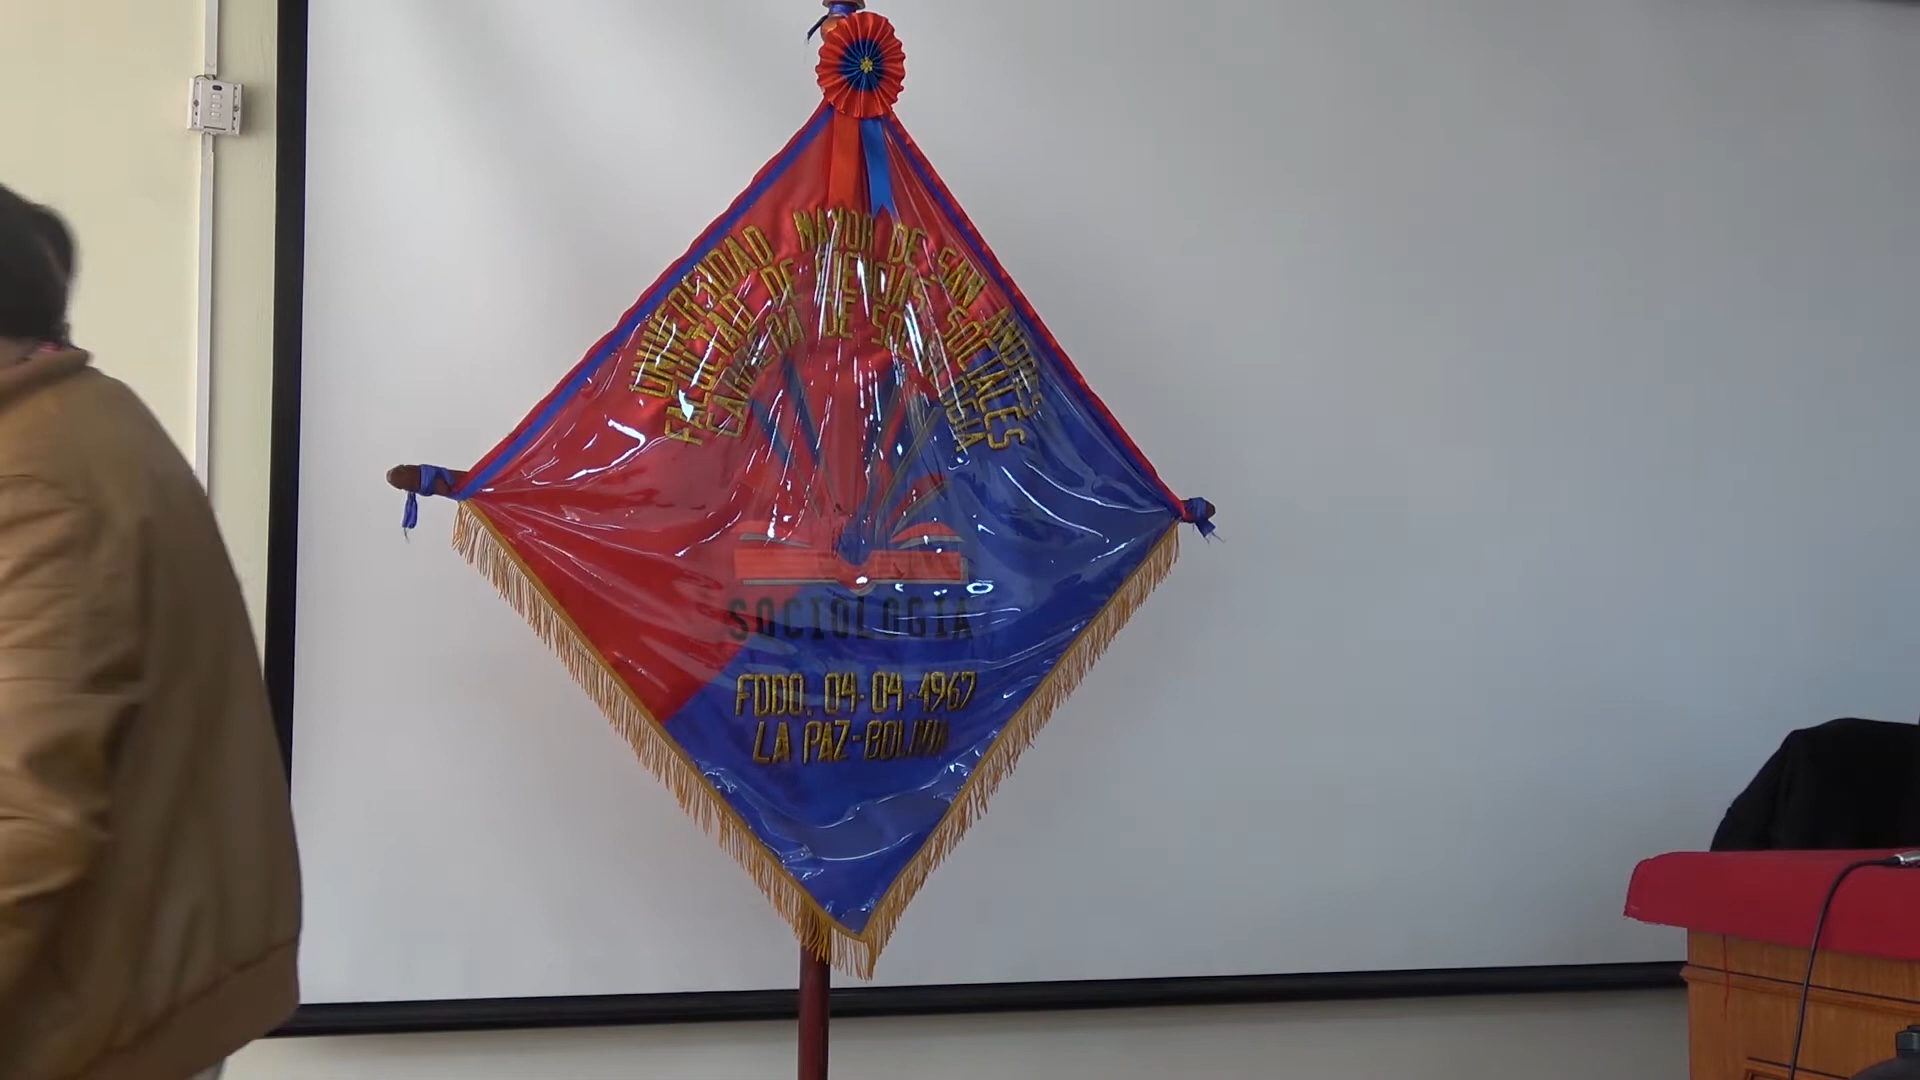 UNIVERSIDAD MAYOR DE SAN ANDRES
FACULTAD DE CIENCIAS SOCIALES
CARRERA DE SOCIOLOGIA
SOCIOLOGIA
FDDO. 04-04-1967
LA PAZ-BOLIVIA